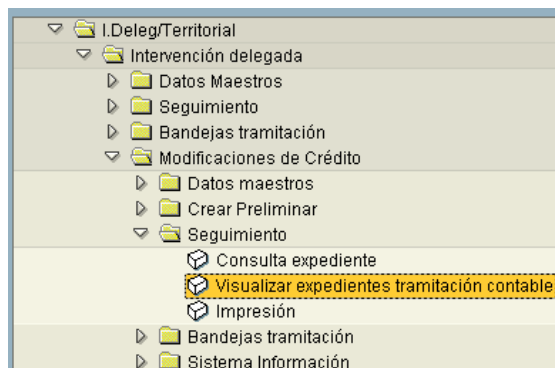 I.Deleg/Territorial
Intervención delegada
Datos Maestros
Seguimiento
Bandejas tramitación
Modificaciones de Crédito
Datos maestros
Crear Preliminar
Seguimiento
Consulta expediente
Visualizar expedientes tramitación contable
Impresión
Bandejas tramitación
Sistema Información